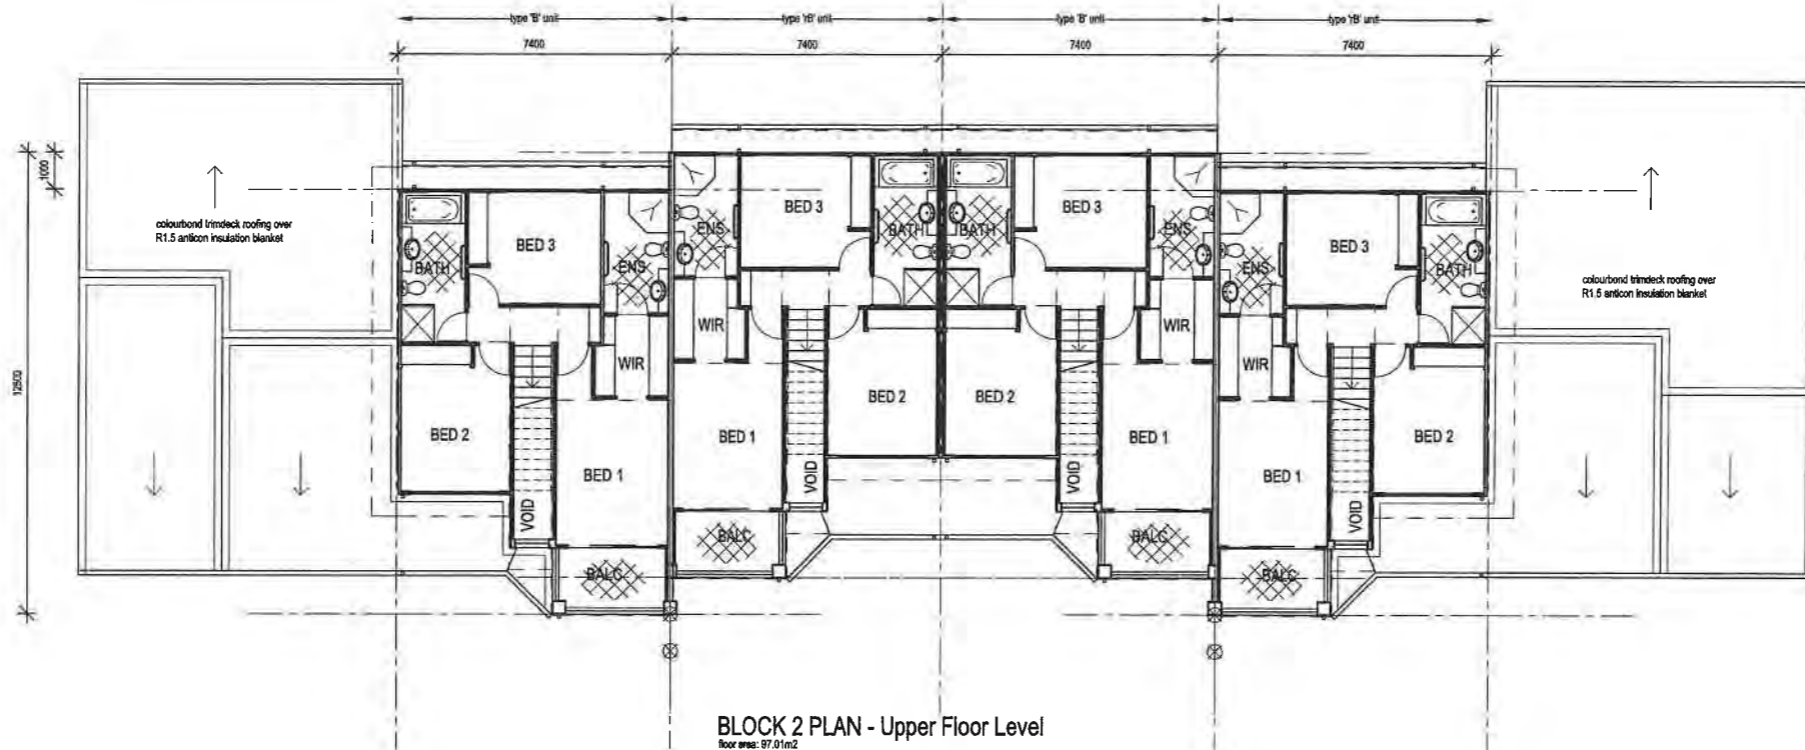 type 'B' unit
type 'rB' unit
type 'B' unit
type 'rB' unit
7400
7400
7400
7400
1000
12500
colourbond trimdeck roofing over
R1.5 anticon insulation blanket
BATH
BED 3
ENS
WIR
BED 2
BED 1
VOID
BALC
ENS
BED 3
BATH
WIR
BED 1
BED 2
VOID
BALC
BATH
BED 3
ENS
WIR
BED 2
BED 1
VOID
BALC
ENS
BED 3
BATH
WIR
BED 1
BED 2
VOID
BALC
colourbond trimdeck roofing over
R1.5 anticon insulation blanket
BLOCK 2 PLAN - Upper Floor Level
floor area: 97.01m2